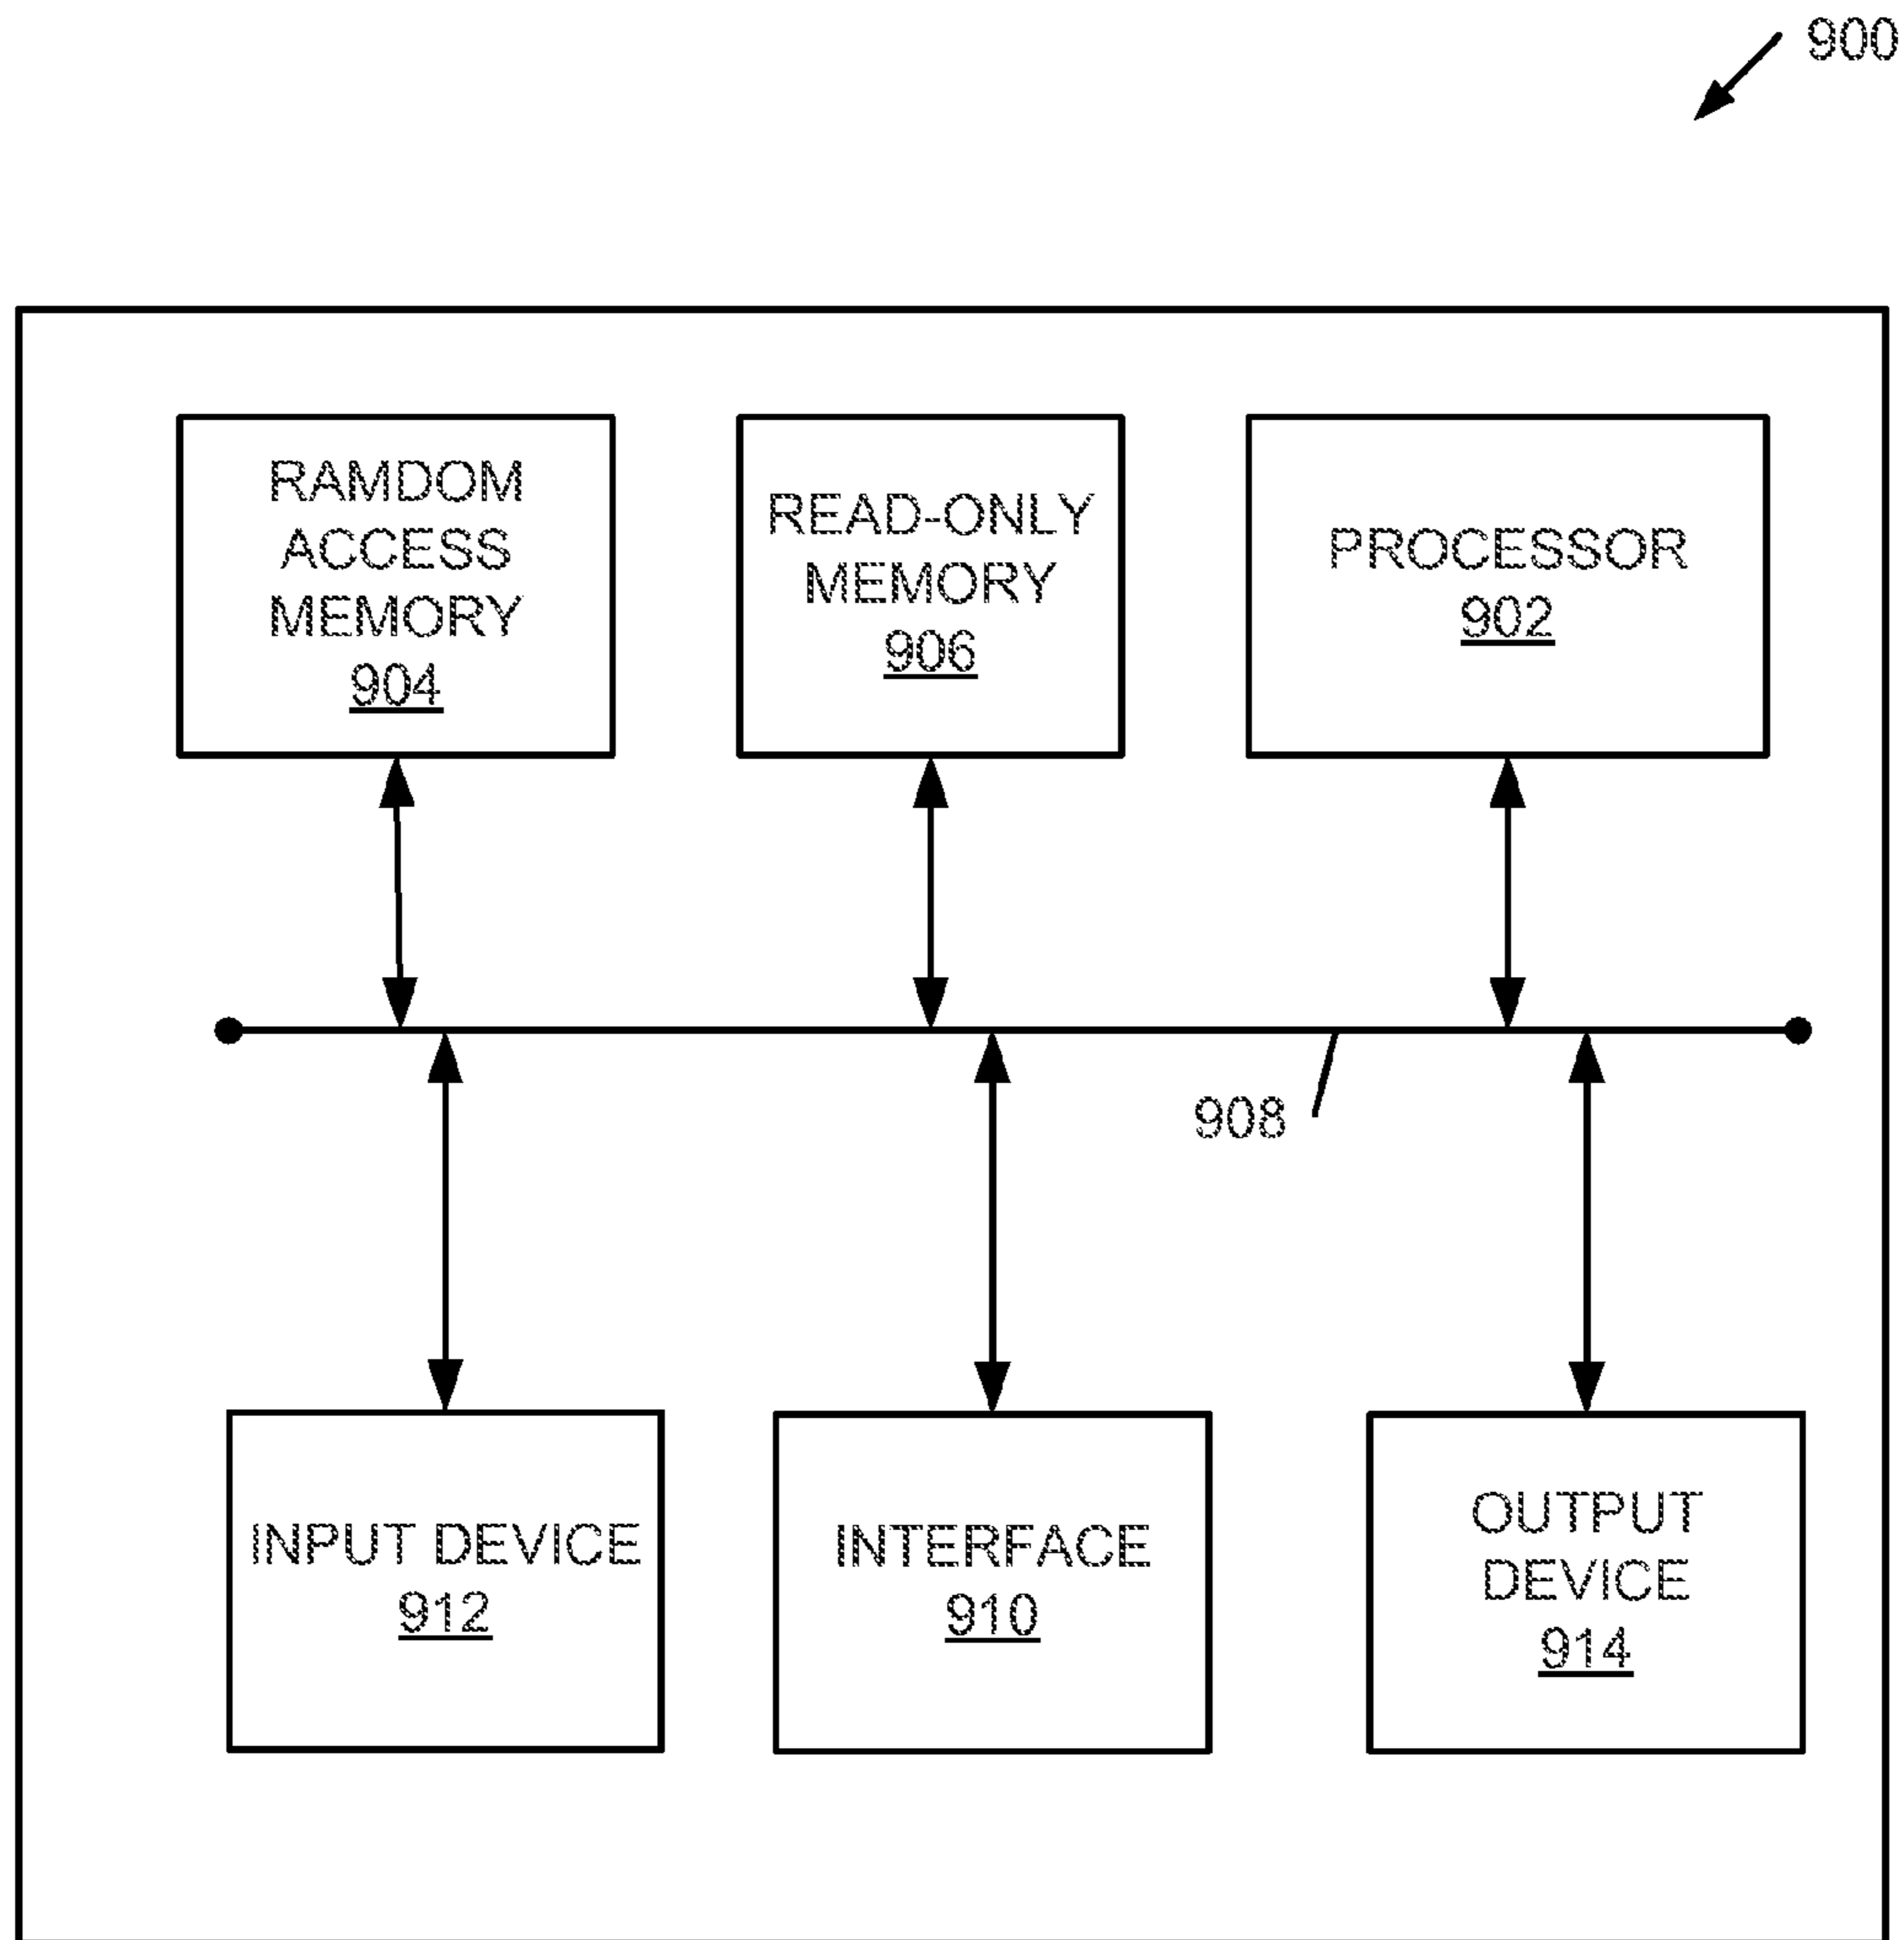 900
RAMDOM
ACCESS
MEMORY
904
READ-ONLY
MEMORY
906
PROCESSOR
902
908
INPUT DEVICE
912
INTERFACE
910
OUTPUT
DEVICE
914